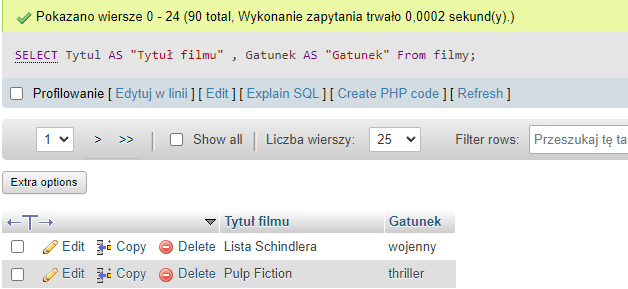 Pokazano wiersze 0 - 24 (90 total, Wykonanie zapytania trwało 0,0002 sekund(y).)
SELECT Tytul AS "Tytuł filmu" , Gatunek AS "Gatunek" From filmy;
Profilowanie [ Edytuj w linii ] [ Edit ] [ Explain SQL ] [ Create PHP code ] [ Refresh ]
1 > >> Show all Liczba wierszy: 25 Filter rows: Przeszukaj tę ta
Extra options
Tytuł filmu Gatunek
Edit Copy Delete Lista Schindlera wojenny
Edit Copy Delete Pulp Fiction thriller